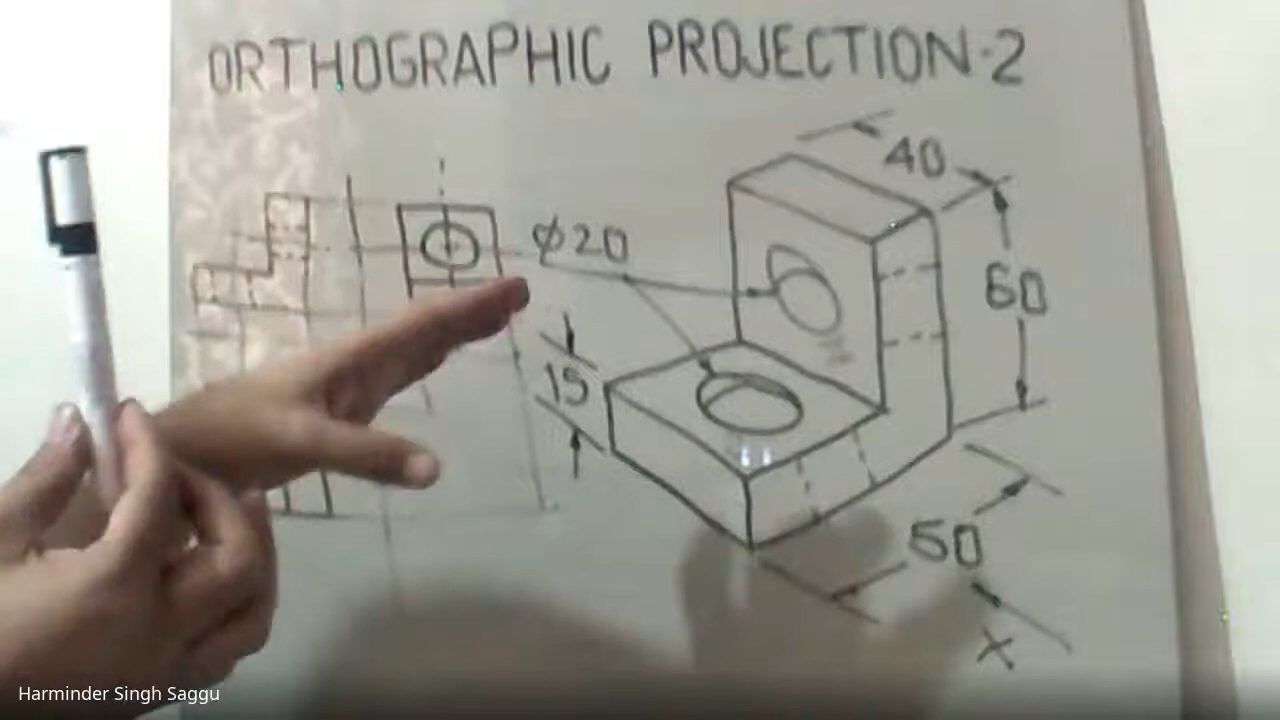 ORTHOGRAPHIC PROJECTION-2
40
Φ20
60
15
50
X
Harminder Singh Saggu